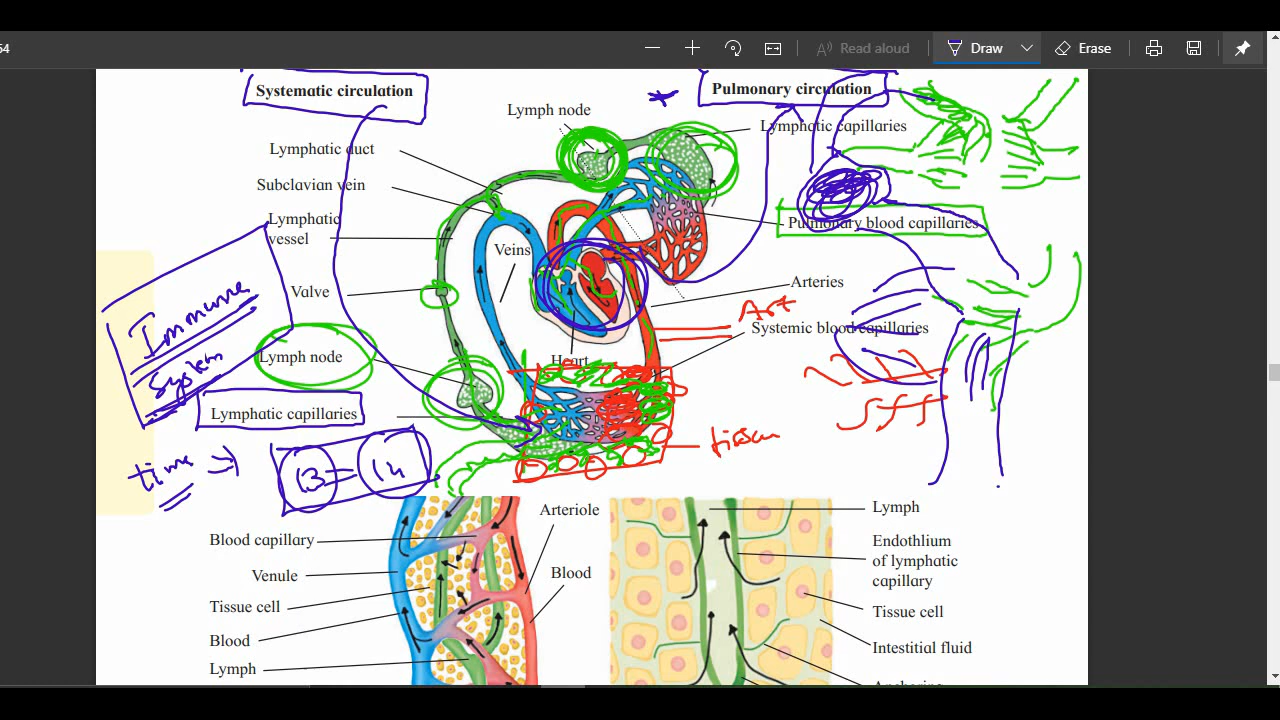 54
Read aloud
Draw
Erase
Systematic circulation
Pulmonary circulation
Lymph node
Lymphatic capillaries
Lymphatic duct
Subclavian vein
Lymphatic
vessel
Pulmonary blood capillaries
Veins
Valve
Arteries
Art
Systemic blood capillaries
Immune
System
Lymph node
Heart
Lymphatic capillaries
tissue
time
13 = 14
Blood capillary
Venule
Tissue cell
Blood
Lymph
Arteriole
Blood
Lymph
Endothlium
of lymphatic
capillary
Tissue cell
Intestitial fluid